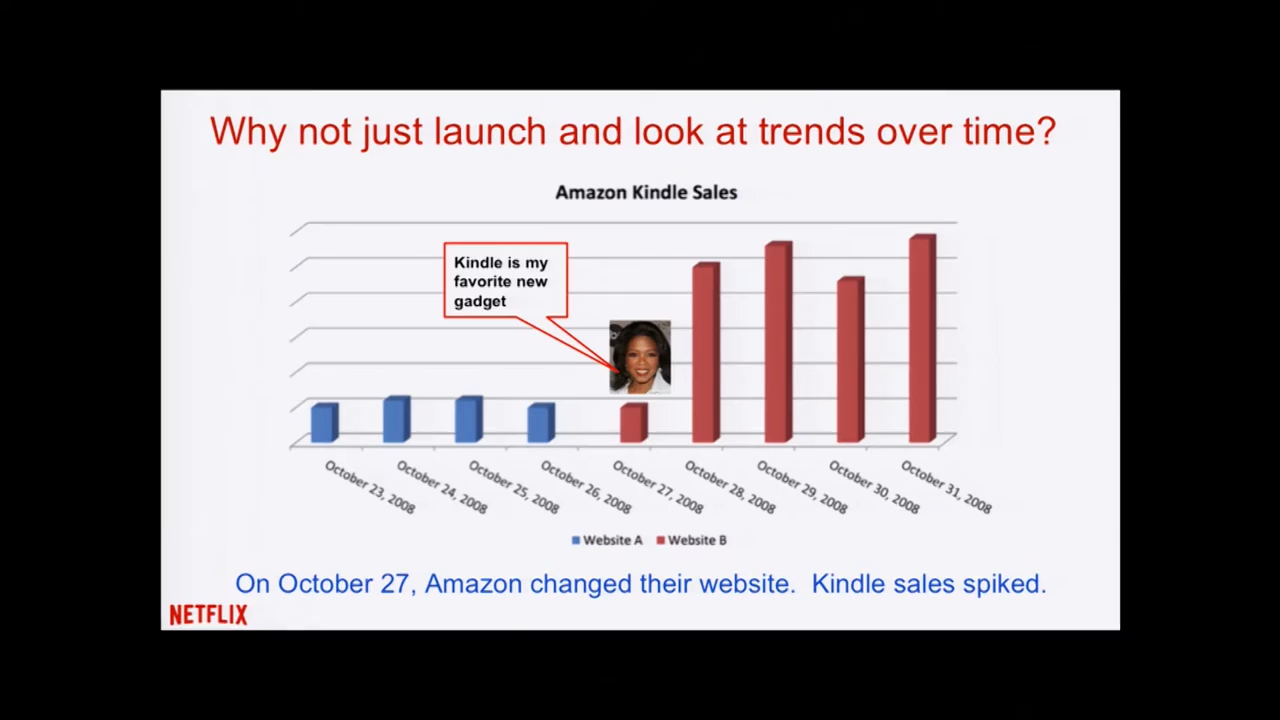 Why not just launch and look at trends over time?
Amazon Kindle Sales
Kindle is my
favorite new
gadget
October 23, 2008
October 24, 2008
October 25, 2008
October 26, 2008
October 27, 2008
October 28, 2008
October 29, 2008
October 30, 2008
October 31, 2008
Website A Website B
On October 27, Amazon changed their website. Kindle sales spiked.
NETFLIX